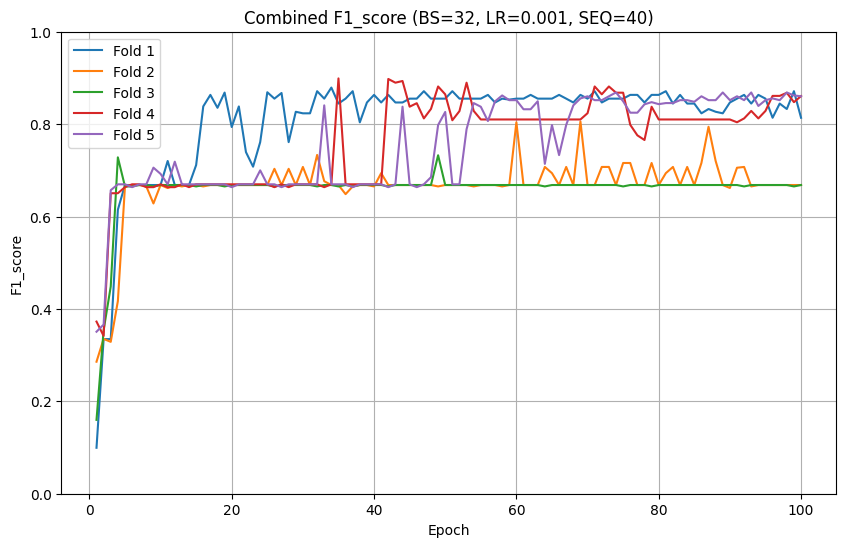 Combined F1_score (BS=32, LR=0.001, SEQ=40)
Fold 1
Fold 2
Fold 3
Fold 4
Fold 5
F1_score
1.0
0.8
0.6
0.4
0.2
0.0
0 20 40 60 80 100
Epoch